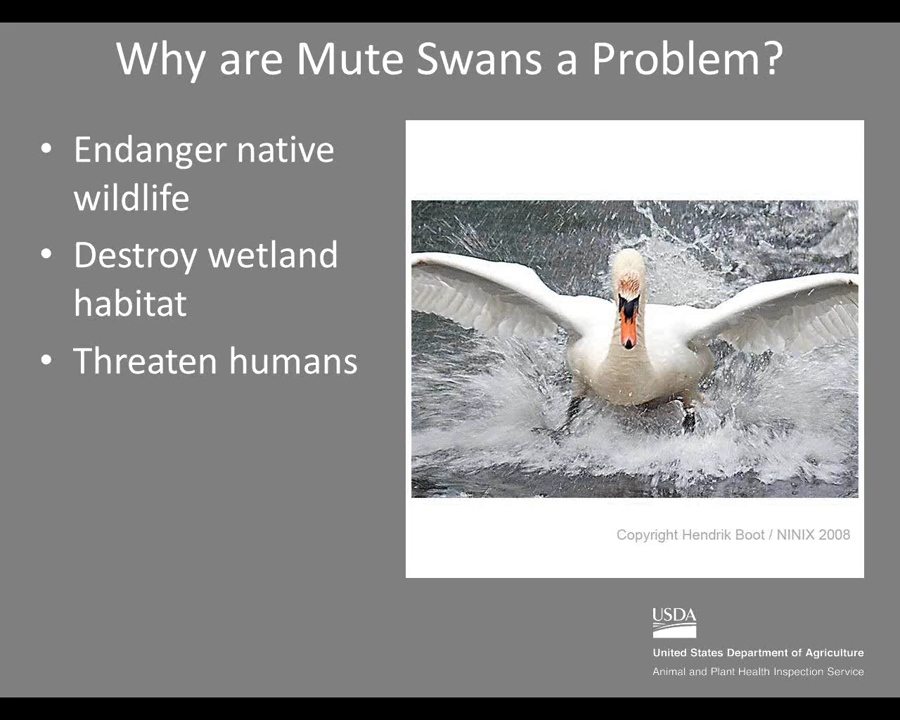 Why are Mute Swans a Problem?
• Endanger native
wildlife
• Destroy wetland
habitat
• Threaten humans
Copyright Hendrik Boot / NINIX 2008
USDA
United States Department of Agriculture
Animal and Plant Health Inspection Service